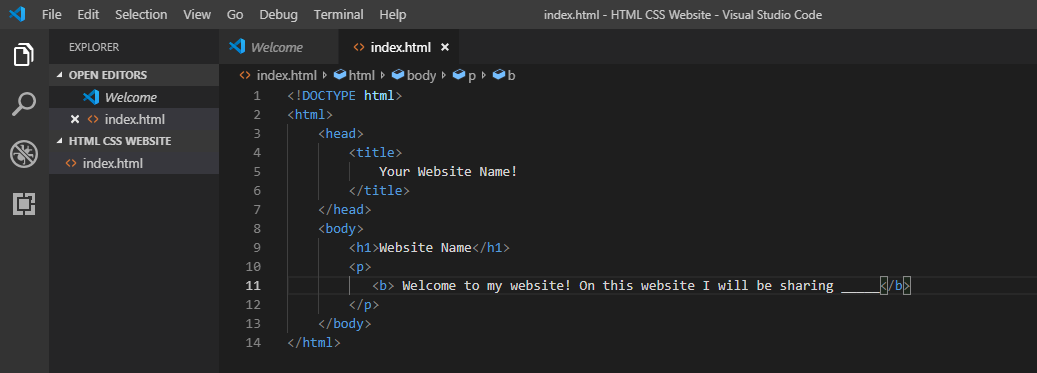 File Edit Selection View Go Debug Terminal Help index.html - HTML CSS Website - Visual Studio Code
EXPLORER
Welcome
index.html
OPEN EDITORS
Welcome
index.html
HTML CSS WEBSITE
index.html
index.html html body p b
1 <!DOCTYPE html>
2 <html>
3 <head>
4 <title>
5 Your Website Name!
6 </title>
7 </head>
8 <body>
9 <h1>Website Name</h1>
10 <p>
11 <b> Welcome to my website! On this website I will be sharing _____</b>
12 </p>
13 </body>
14 </html>